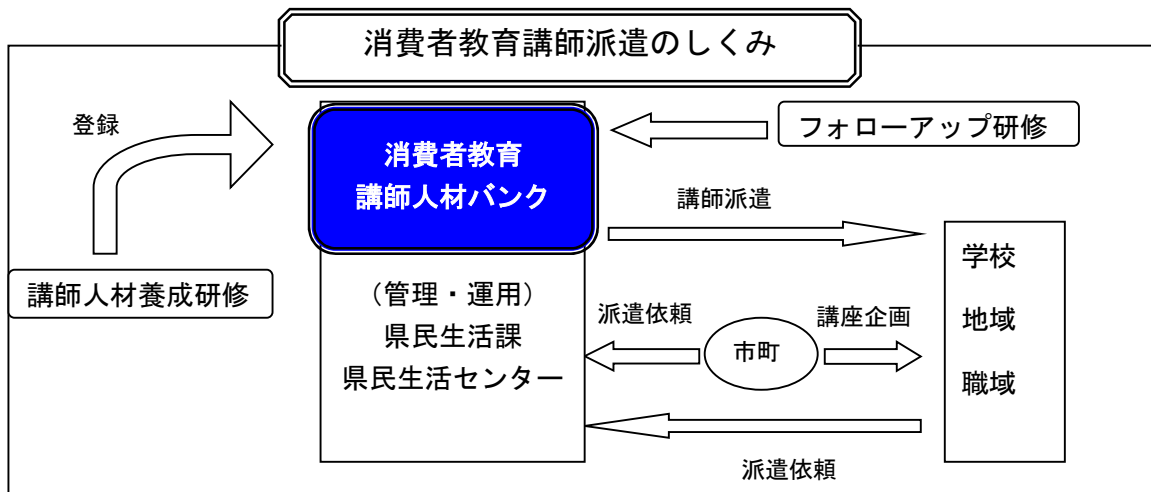 消費者教育講師派遣のしくみ
登録
消費者教育
講師人材バンク
フォローアップ研修
講師派遣
講師人材養成研修
(管理・運用)
県民生活課
県民生活センター
派遣依頼
市町
講座企画
学校
地域
職域
派遣依頼